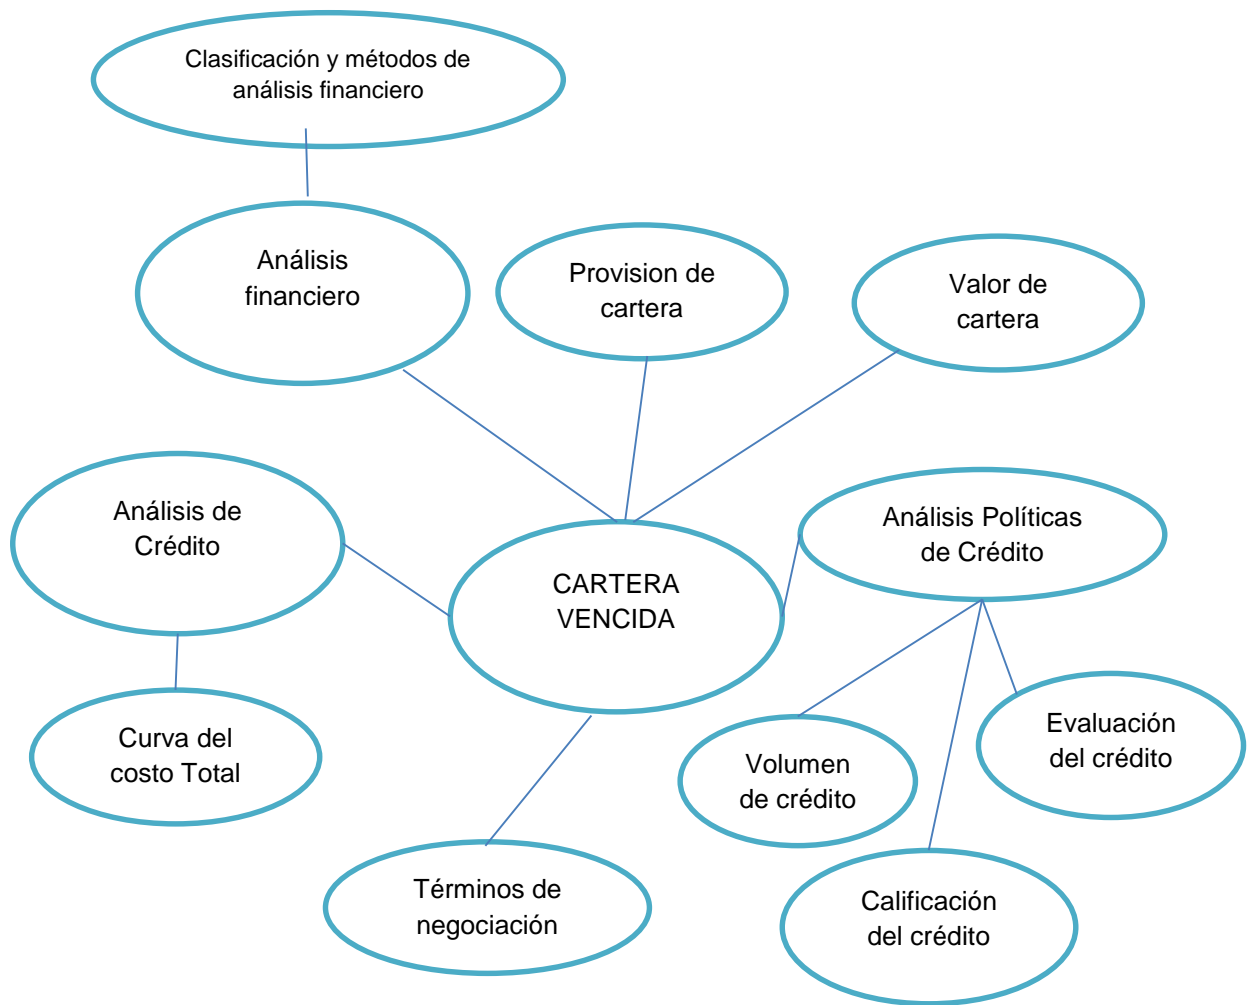 Clasificación y métodos de
análisis financiero
Análisis
financiero
Provision de
cartera
Valor de
cartera
Análisis de
Crédito
CARTERA
VENCIDA
Análisis Políticas
de Crédito
Curva del
costo Total
Volumen
de crédito
Evaluación
del crédito
Términos de
negociación
Calificación
del crédito